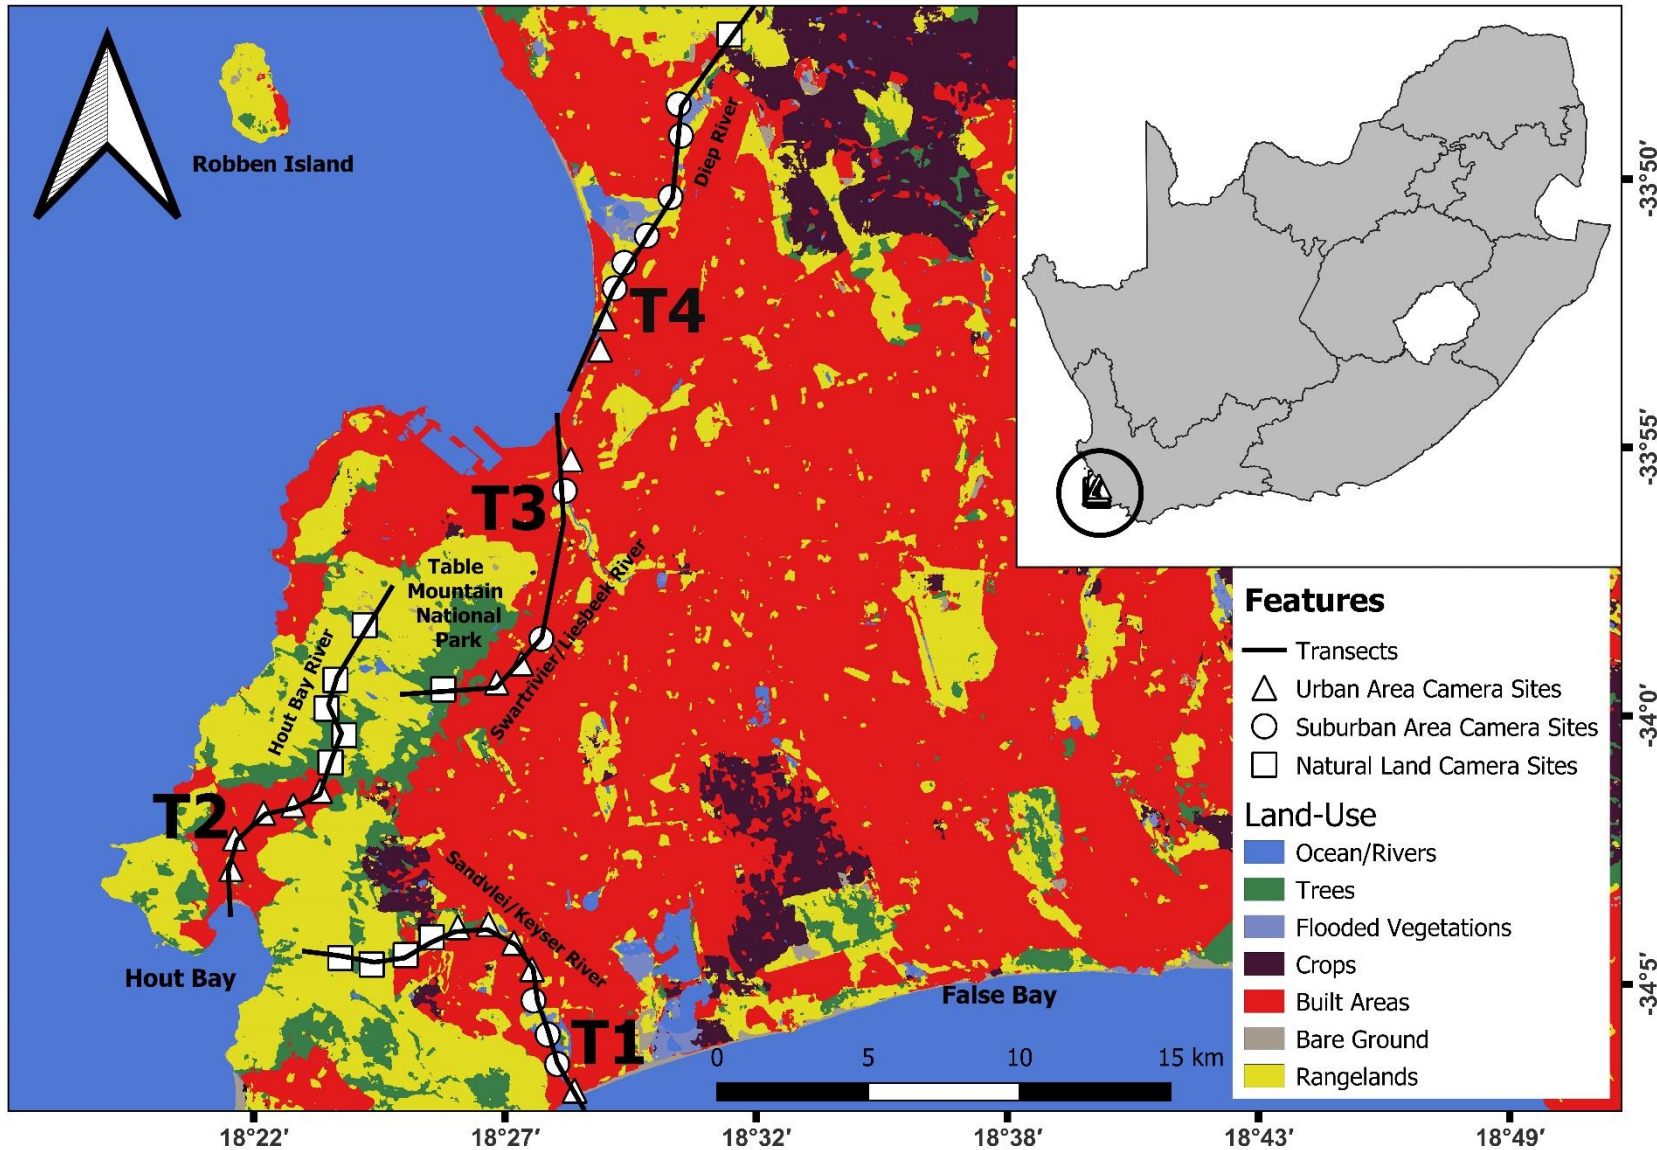 Robben Island
Diep River
T4
T3
Table
Mountain
National
Park
Hout Bay River
Swartrivier/Liesbeek River
T2
Sandvlei/Keyser River
Hout Bay
T1
False Bay
0 5 10 15 km
Features
Transects
Urban Area Camera Sites
Suburban Area Camera Sites
Natural Land Camera Sites
Land-Use
Ocean/Rivers
Trees
Flooded Vegetations
Crops
Built Areas
Bare Ground
Rangelands
-33°50′
-33°55′
-34°0′
-34°5′
18°22′ 18°27′ 18°32′ 18°38′ 18°43′ 18°49′